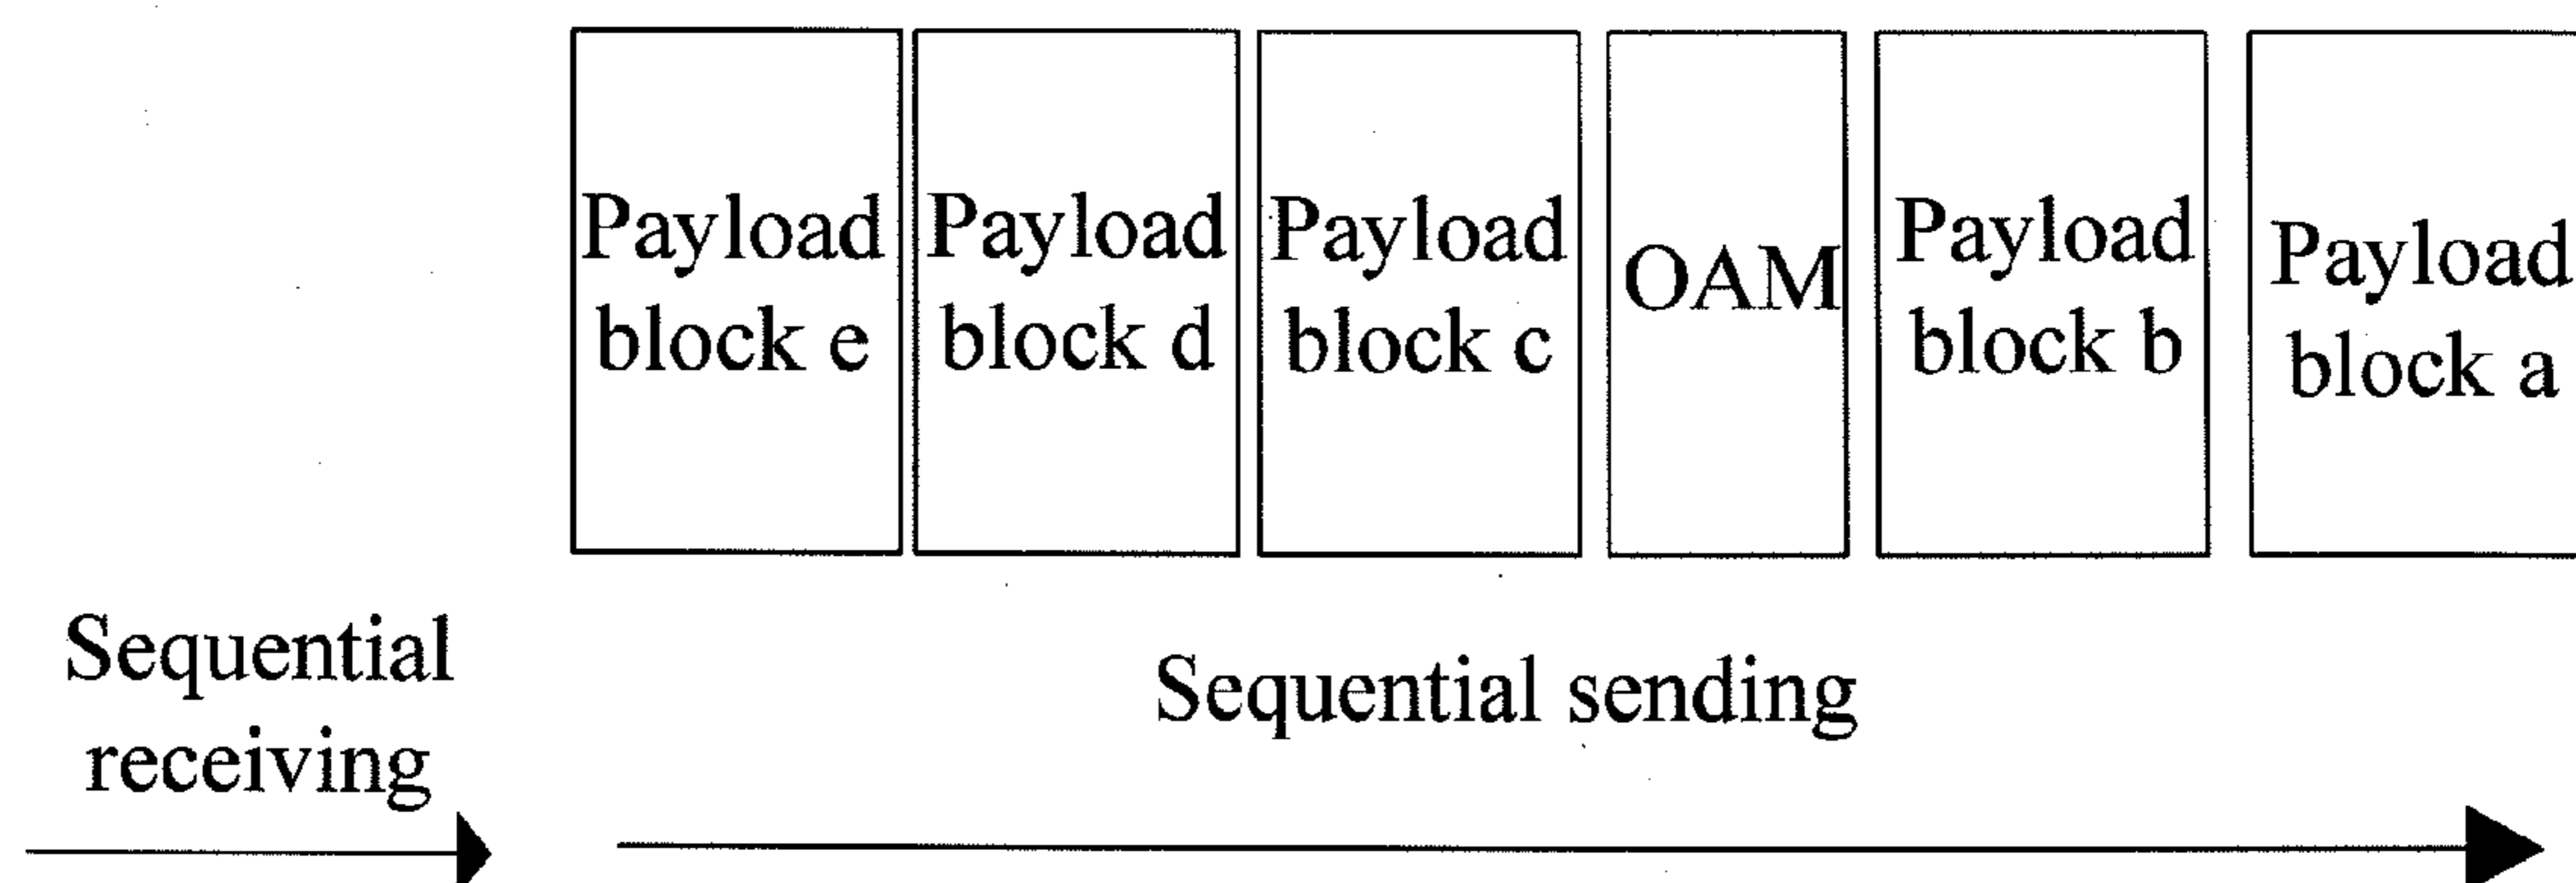 Payload
block e
Payload
block d
Payload
block c
OAM
Payload
block b
Payload
block a
Sequential
receiving
Sequential sending